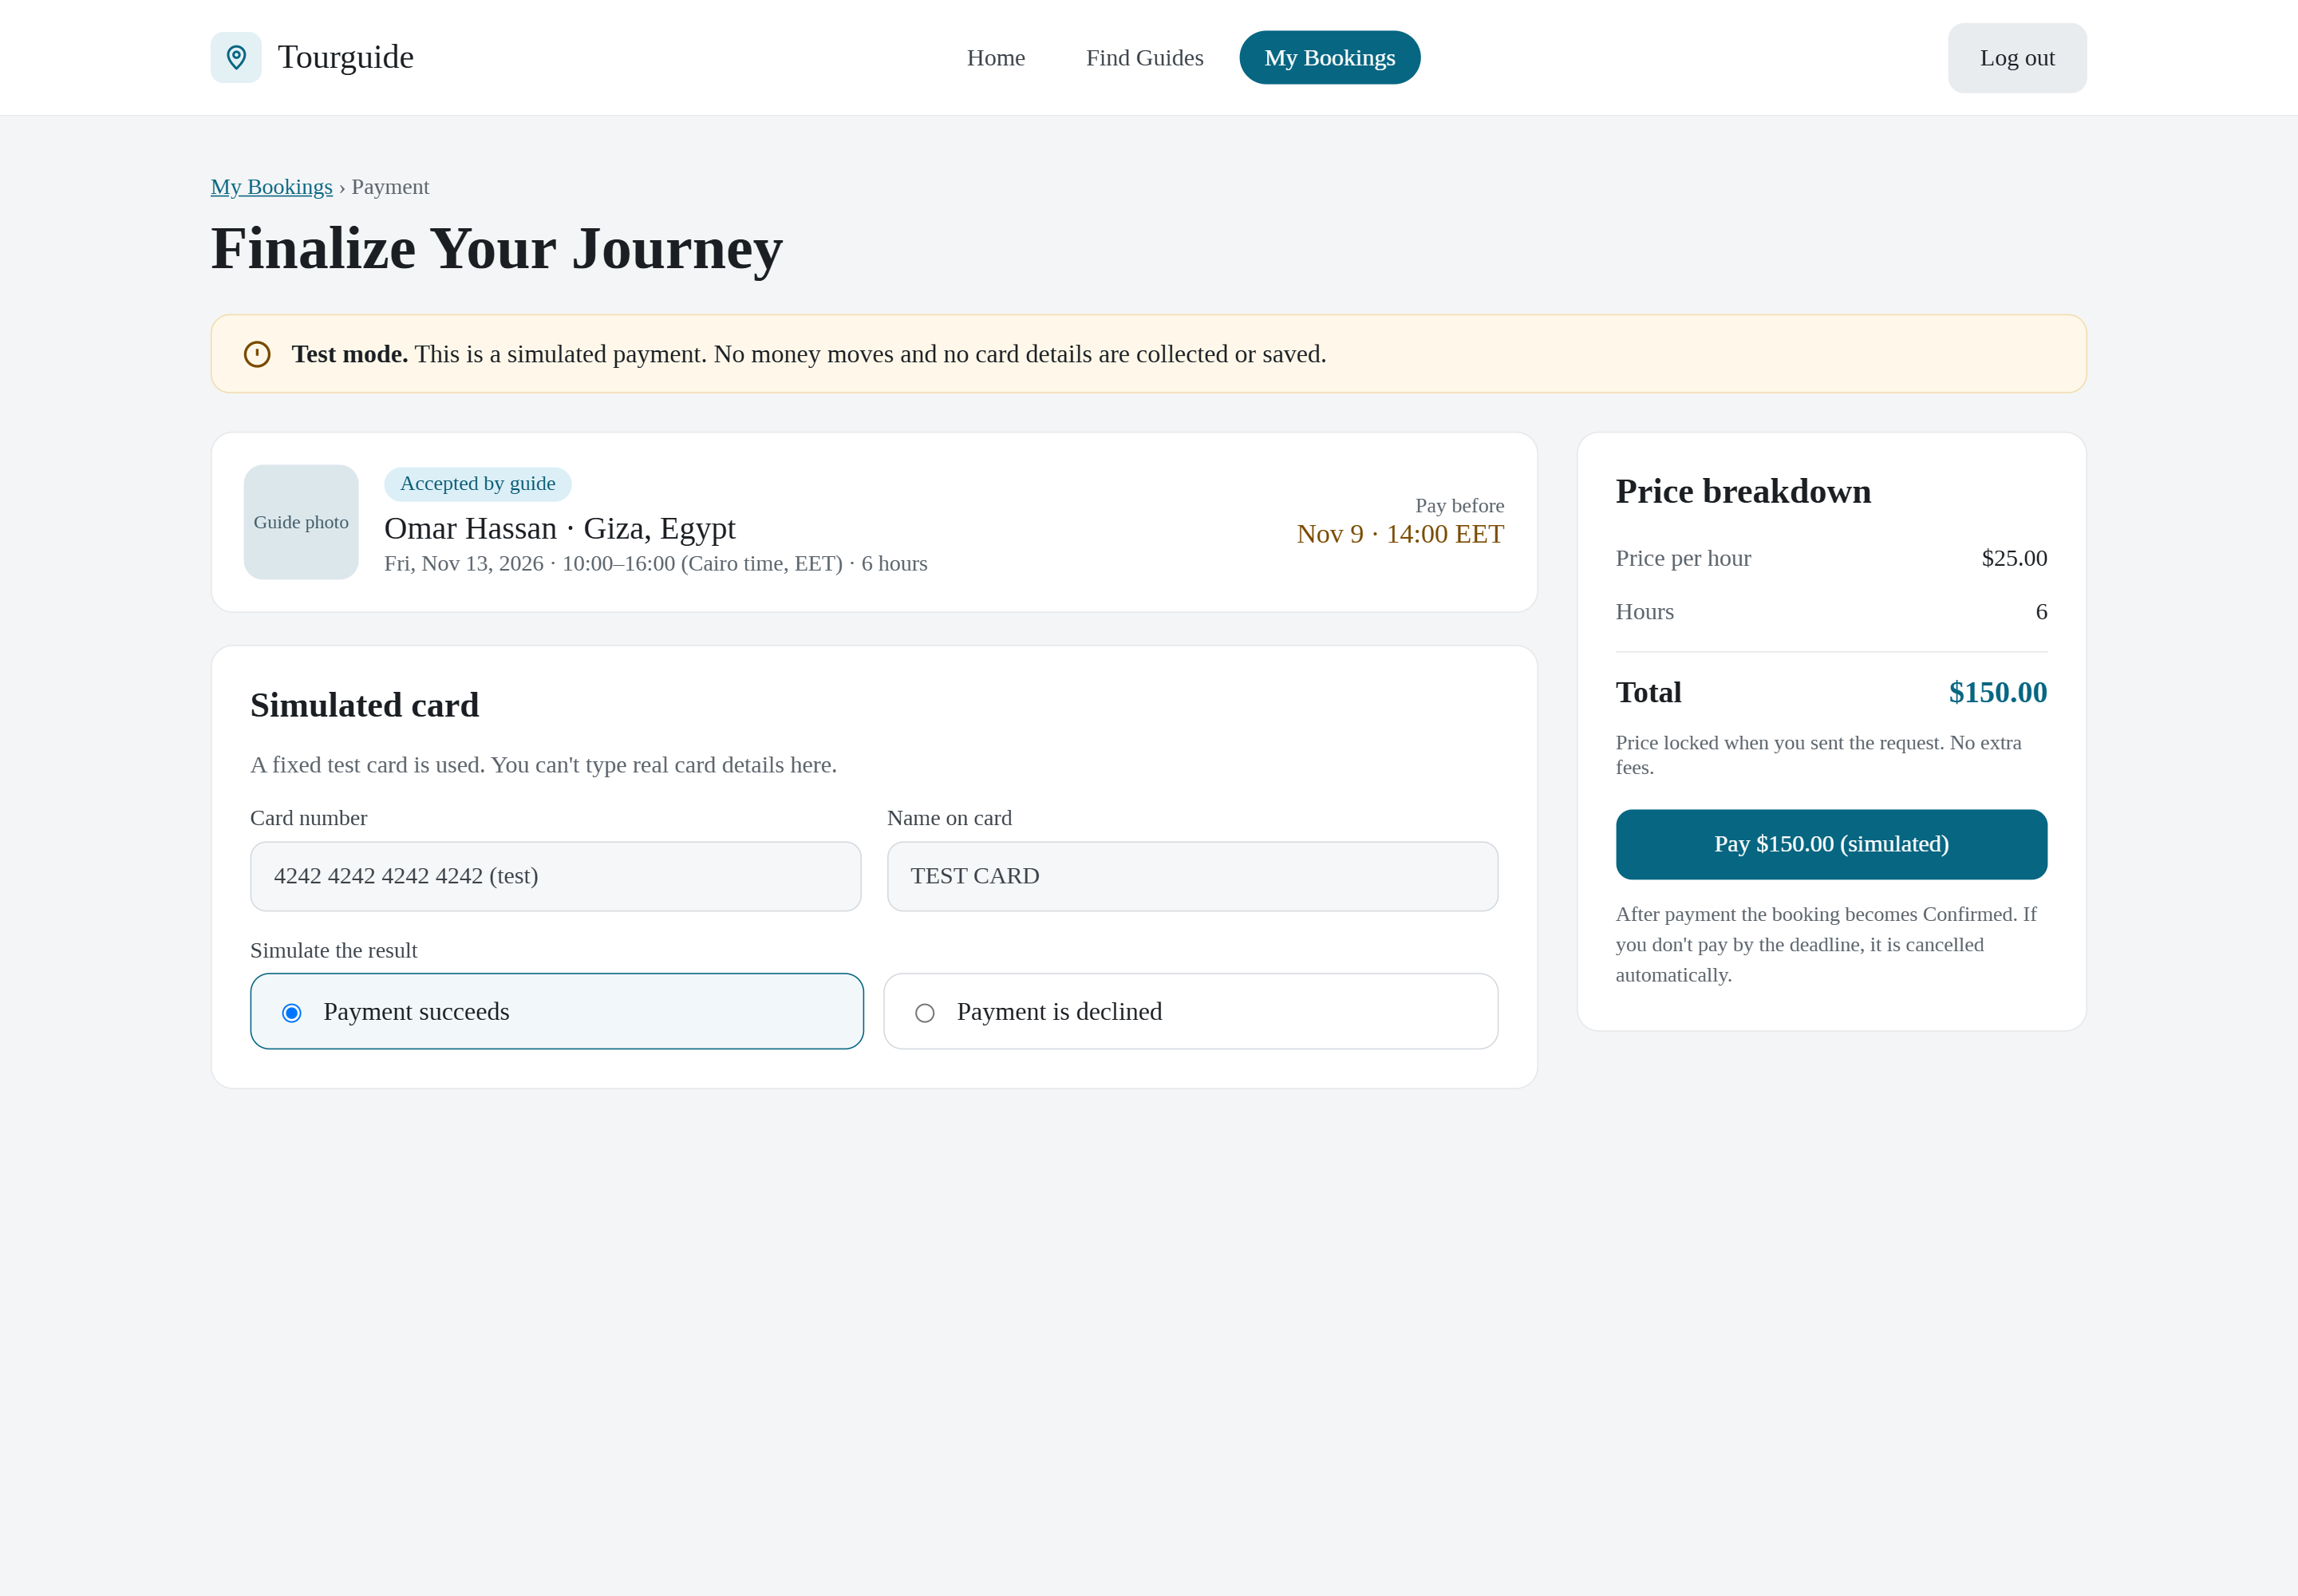 Tourguide
Home
Find Guides
My Bookings
Log out
My Bookings › Payment
Finalize Your Journey
Test mode. This is a simulated payment. No money moves and no card details are collected or saved.
Guide photo
Accepted by guide
Omar Hassan · Giza, Egypt
Fri, Nov 13, 2026 · 10:00–16:00 (Cairo time, EET) · 6 hours
Pay before
Nov 9 · 14:00 EET
Simulated card
A fixed test card is used. You can't type real card details here.
Card number
4242 4242 4242 4242 (test)
Name on card
TEST CARD
Simulate the result
Payment succeeds
Payment is declined
Price breakdown
Price per hour $25.00
Hours 6
Total $150.00
Price locked when you sent the request. No extra
fees.
Pay $150.00 (simulated)
After payment the booking becomes Confirmed. If
you don't pay by the deadline, it is cancelled
automatically.